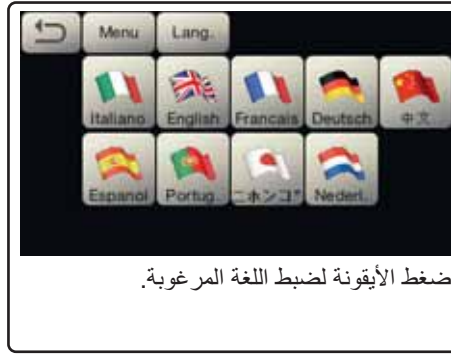 Menu Lang.
Italiano English Francais Deutsch 中文
Espanol Portug. ニホンゴ Nederl.
ضغط الأيقونة لضبط اللغة المرغوبة.